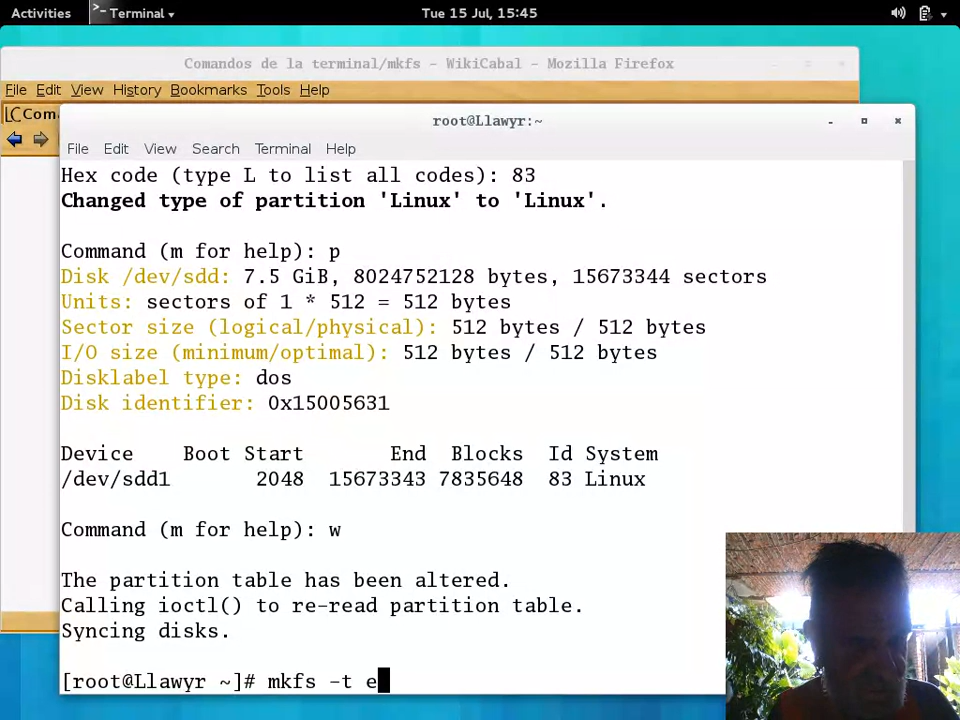 Activities Terminal Tue 15 Jul, 15:45
Comandos de la terminal/mkfs - WikiCabal - Mozilla Firefox
File Edit View History Bookmarks Tools Help
Com
root@Llawyr:~
File Edit View Search Terminal Help
Hex code (type L to list all codes): 83
Changed type of partition 'Linux' to 'Linux'.
Command (m for help): p
Disk /dev/sdd: 7.5 GiB, 8024752128 bytes, 15673344 sectors
Units: sectors of 1 * 512 = 512 bytes
Sector size (logical/physical): 512 bytes / 512 bytes
I/O size (minimum/optimal): 512 bytes / 512 bytes
Disklabel type: dos
Disk identifier: 0x15005631
Device Boot Start End Blocks Id System
/dev/sdd1 2048 15673343 7835648 83 Linux
Command (m for help): w
The partition table has been altered.
Calling ioctl() to re-read partition table.
Syncing disks.
[root@Llawyr ~]# mkfs -t e